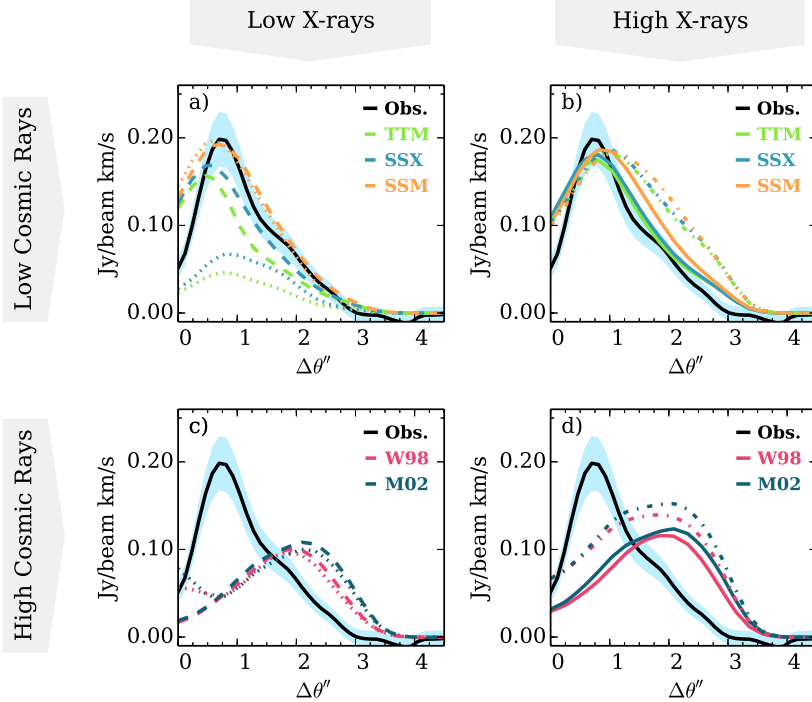 Low X-rays
High X-rays
Low Cosmic Rays
High Cosmic Rays
a)
Obs.
TTM
SSX
SSM
0.20
0.10
0.00
Jy/beam km/s
0 1 2 3 4
Δθ″
b)
Obs.
TTM
SSX
SSM
0.20
0.10
0.00
Jy/beam km/s
0 1 2 3 4
Δθ″
c)
Obs.
W98
M02
0.20
0.10
0.00
Jy/beam km/s
0 1 2 3 4
Δθ″
d)
Obs.
W98
M02
0.20
0.10
0.00
Jy/beam km/s
0 1 2 3 4
Δθ″